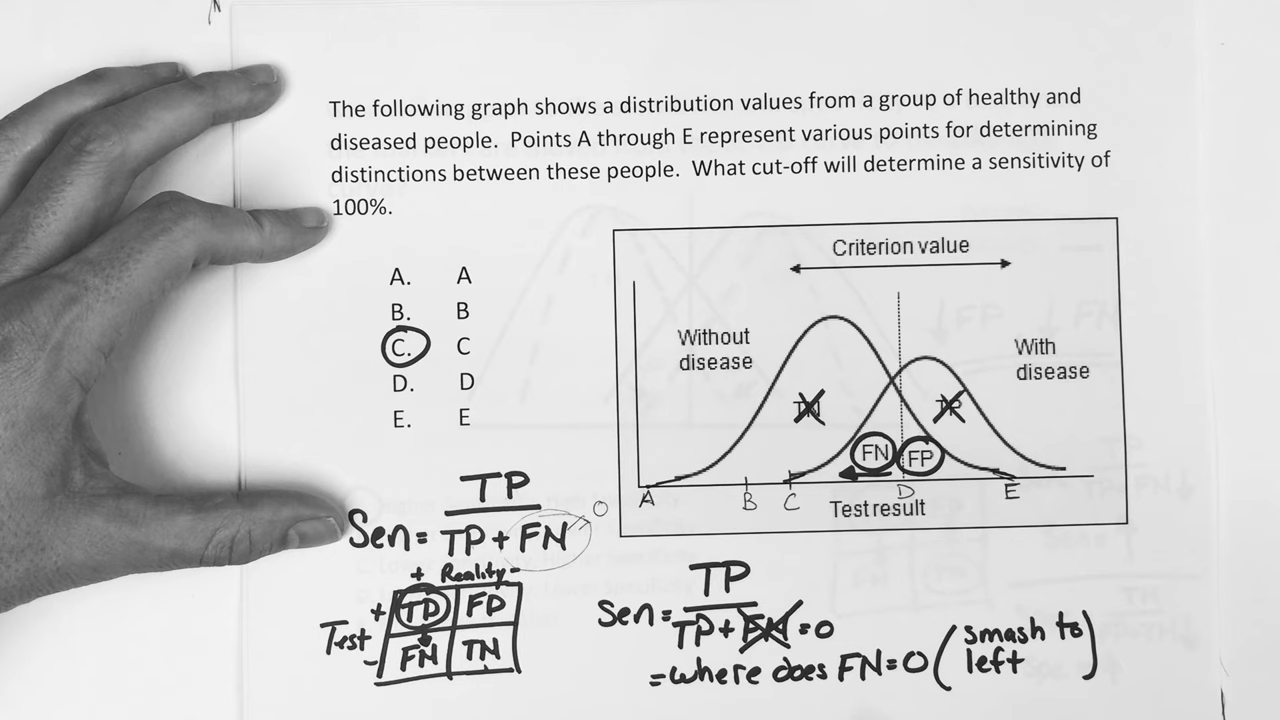 The following graph shows a distribution values from a group of healthy and
diseased people. Points A through E represent various points for determining
distinctions between these people. What cut-off will determine a sensitivity of
100%.
A. A
B. B
C. C
D. D
E. E
Criterion value
Without
disease
With
disease
TN
TP
FN
FP
A B C D E
Test result
TP
Sen = TP + FN = 0
+ Reality -
Test
+ TP FP
- FN TN
TP
Sen = TP + FN = 0
= where does FN = 0 (smash to
left)
FP FN